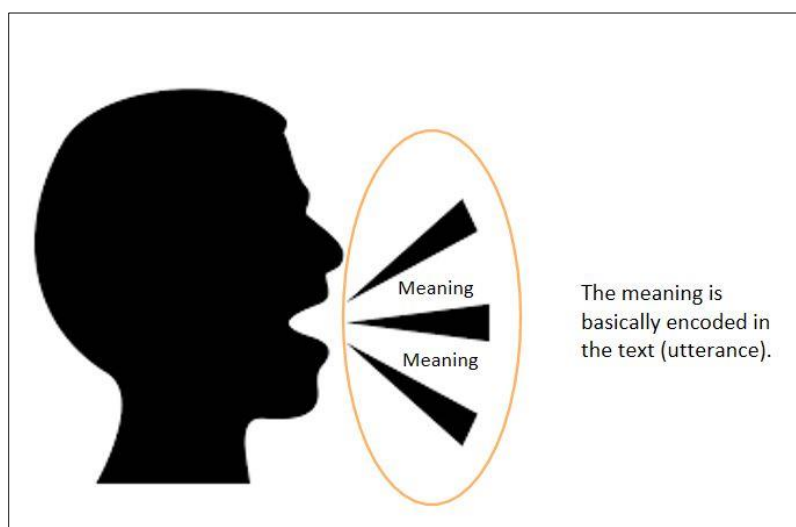 Meaning
Meaning
The meaning is
basically encoded in
the text (utterance).